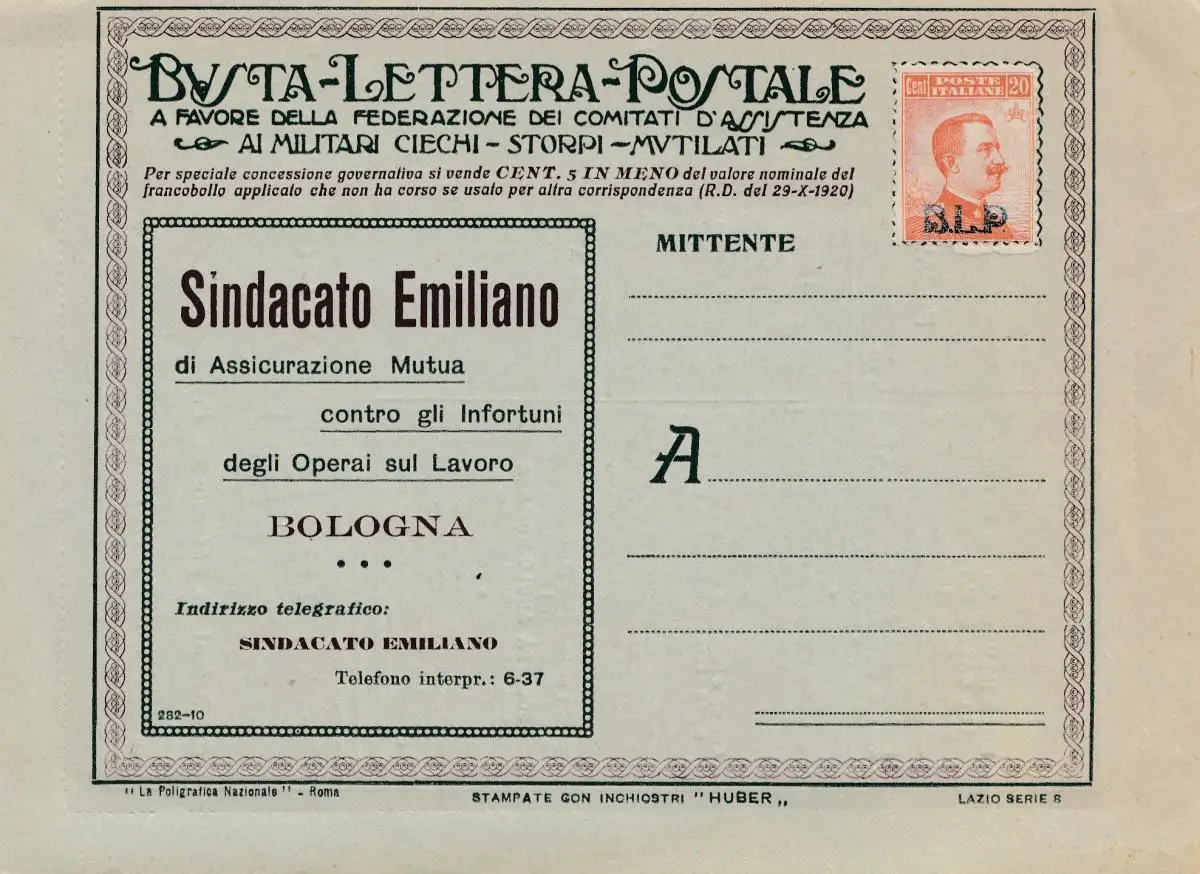 BVSTA-LETTERA-POSTALE
A FAVORE DELLA FEDERAZIONE DEI COMITATI D'ASSISTENZA
AI MILITARI CIECHI - STORPI - MVTILATI
Per speciale concessione governativa si vende CENT. 5 IN MENO del valore nominale del
francobollo applicato che non ha corso se usato per altra corrispondenza (R.D. del 29-X-1920)
Cent POSTE ITALIANE 20
B.L.P.
Sindacato Emiliano
di Assicurazione Mutua
contro gli Infortuni
degli Operai sul Lavoro
BOLOGNA
Indirizzo telegrafico:
SINDACATO EMILIANO
Telefono interpr.: 6-37
282-10
MITTENTE
A
"La Poligrafica Nazionale" - Roma
STAMPATE CON INCHIOSTRI "HUBER„
LAZIO SERIE 8